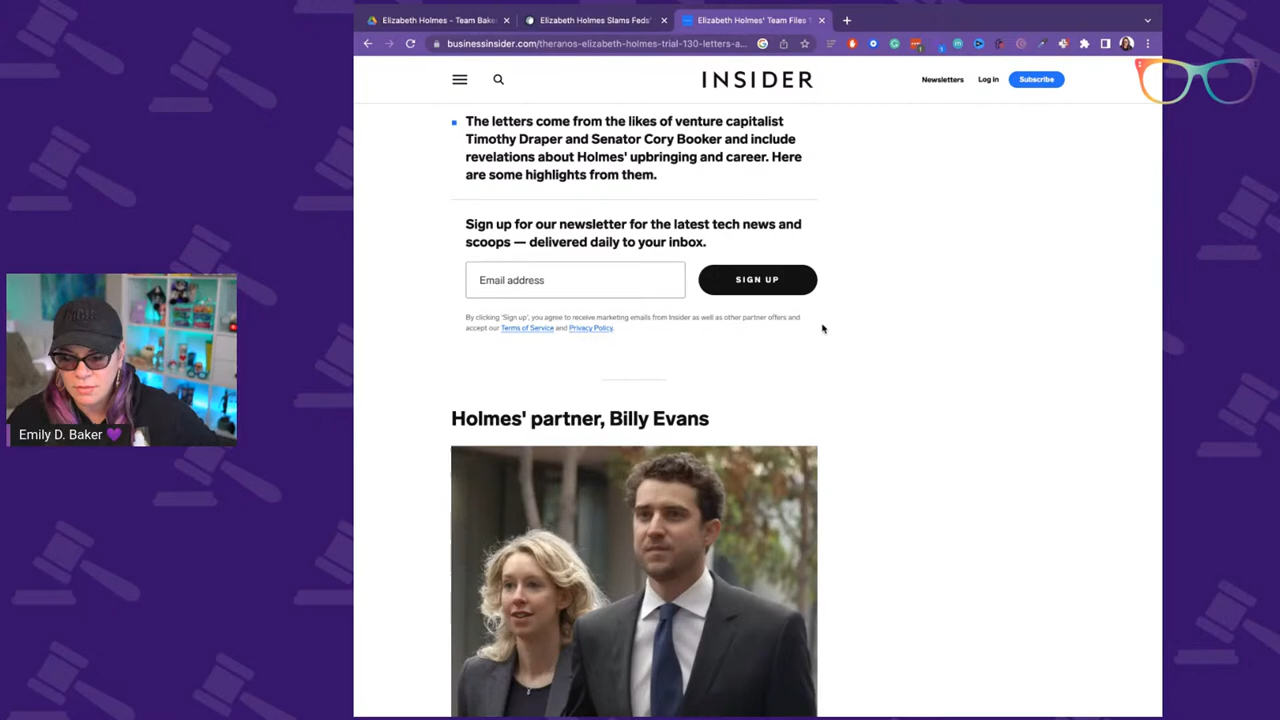 Elizabeth Holmes - Team Bake
Elizabeth Holmes Slams Feds'
Elizabeth Holmes' Team Files
businessinsider.com/theranos-elizabeth-holmes-trial-130-letters-a...
INSIDER
Newsletters
Log in
Subscribe
The letters come from the likes of venture capitalist
Timothy Draper and Senator Cory Booker and include
revelations about Holmes' upbringing and career. Here
are some highlights from them.
Sign up for our newsletter for the latest tech news and
scoops — delivered daily to your inbox.
Email address
SIGN UP
By clicking 'Sign up', you agree to receive marketing emails from Insider as well as other partner offers and
accept our Terms of Service and Privacy Policy.
Holmes' partner, Billy Evans
Emily D. Baker 💜